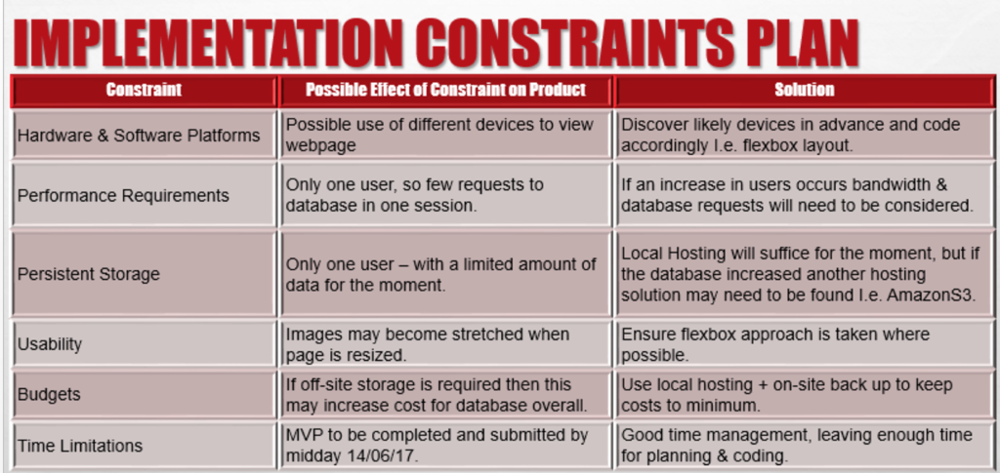 IMPLEMENTATION CONSTRAINTS PLAN
Constraint
Possible Effect of Constraint on Product
Solution
Hardware & Software Platforms
Possible use of different devices to view
webpage
Discover likely devices in advance and code
accordingly I.e. flexbox layout.
Performance Requirements
Only one user, so few requests to
database in one session.
If an increase in users occurs bandwidth &
database requests will need to be considered.
Persistent Storage
Only one user – with a limited amount of
data for the moment.
Local Hosting will suffice for the moment, but if
the database increased another hosting
solution may need to be found I.e. AmazonS3.
Usability
Images may become stretched when
page is resized.
Ensure flexbox approach is taken where
possible.
Budgets
If off-site storage is required then this
may increase cost for database overall.
Use local hosting + on-site back up to keep
costs to minimum.
Time Limitations
MVP to be completed and submitted by
midday 14/06/17.
Good time management, leaving enough time
for planning & coding.